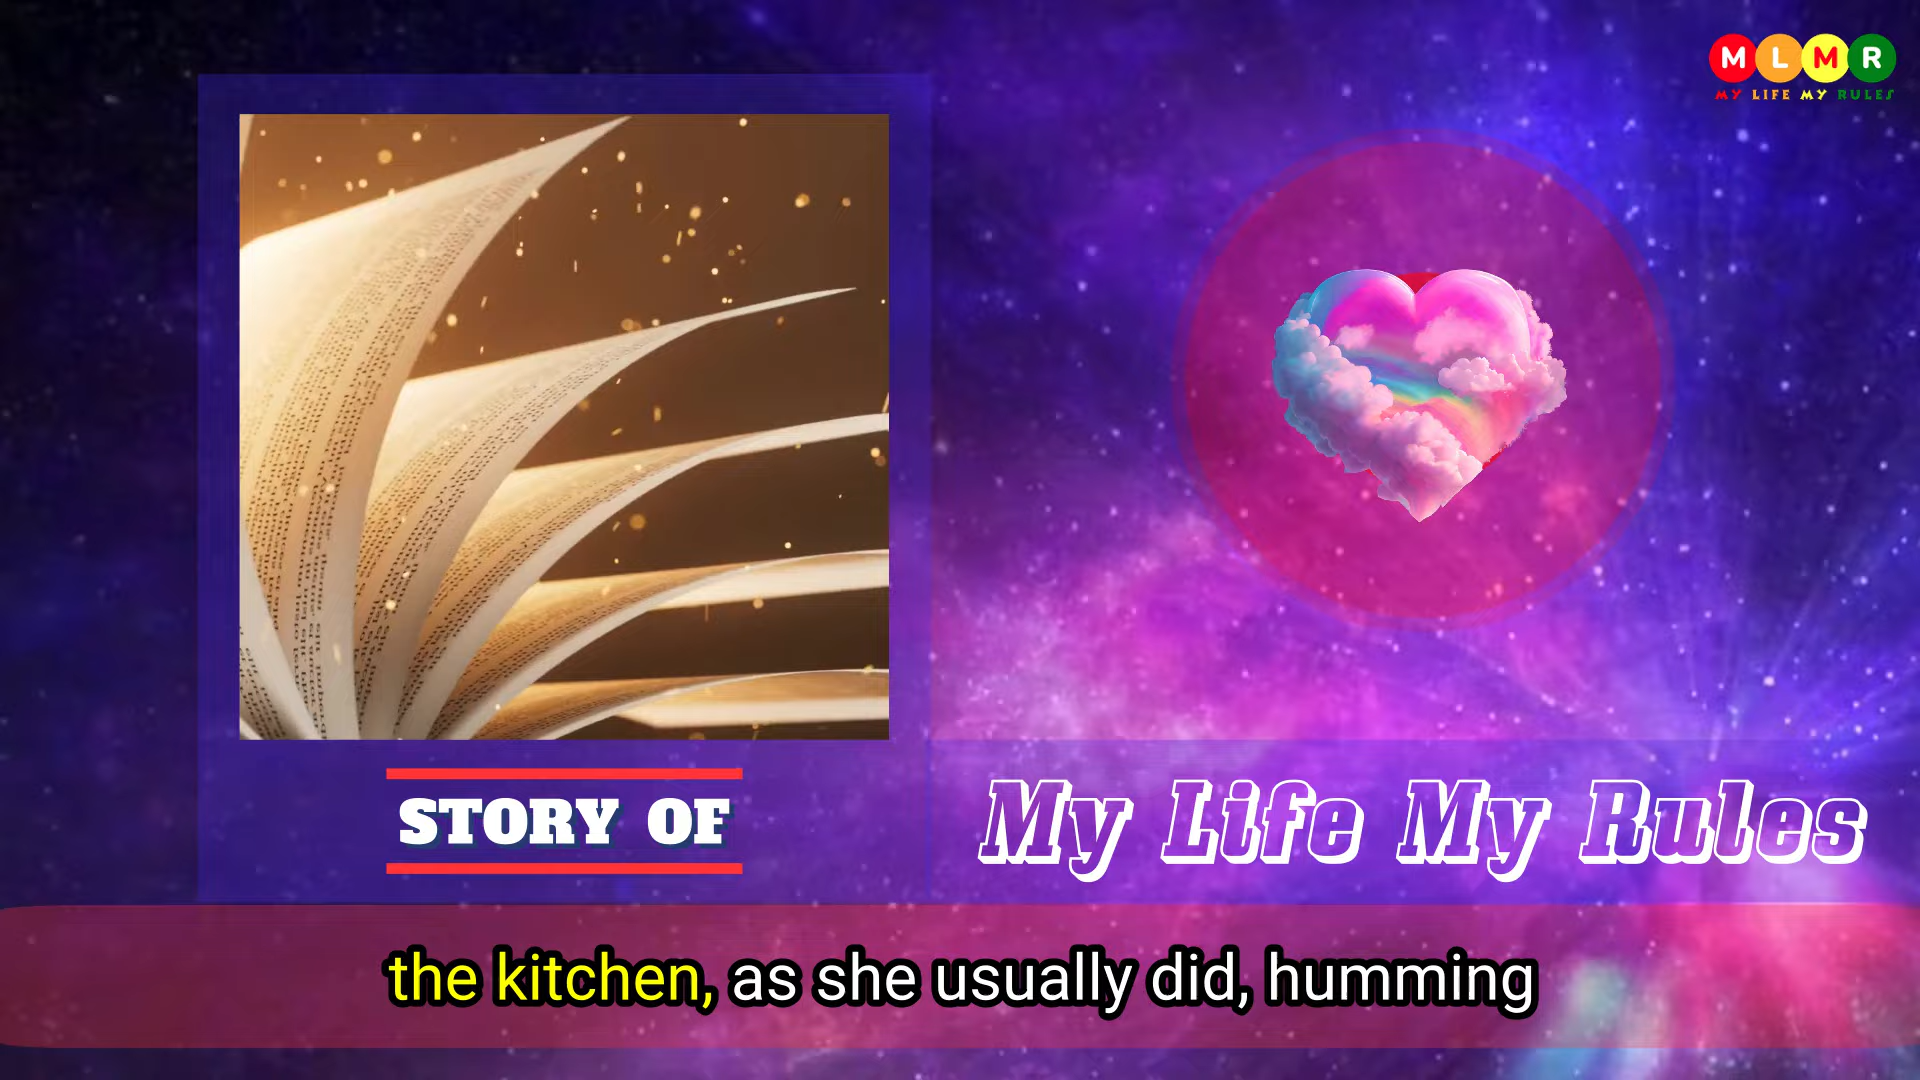 M L M R
MY LIFE MY RULES
STORY OF
My Life My Rules
the kitchen, as she usually did, humming